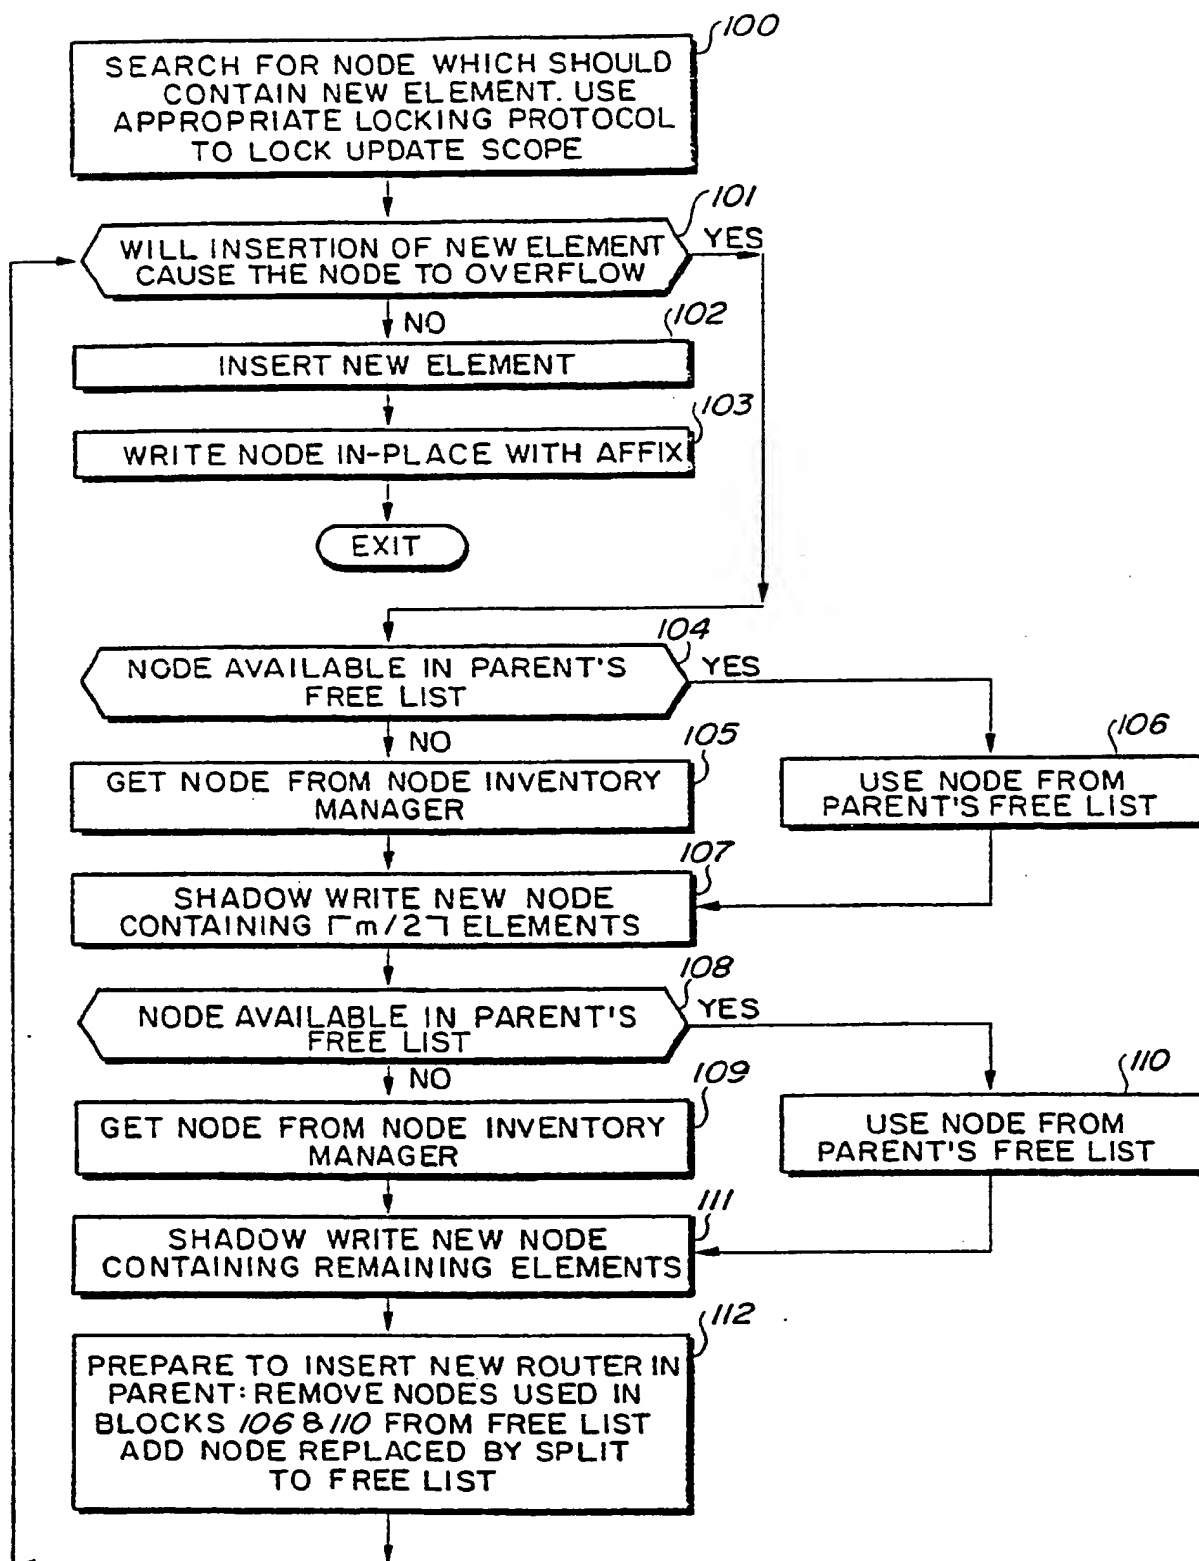 100
SEARCH FOR NODE WHICH SHOULD
CONTAIN NEW ELEMENT. USE
APPROPRIATE LOCKING PROTOCOL
TO LOCK UPDATE SCOPE
101
WILL INSERTION OF NEW ELEMENT
CAUSE THE NODE TO OVERFLOW
YES
NO
102
INSERT NEW ELEMENT
103
WRITE NODE IN-PLACE WITH AFFIX
EXIT
104
NODE AVAILABLE IN PARENT'S
FREE LIST
YES
NO
105
GET NODE FROM NODE INVENTORY
MANAGER
106
USE NODE FROM
PARENT'S FREE LIST
107
SHADOW WRITE NEW NODE
CONTAINING ⌈m/2⌉ ELEMENTS
108
NODE AVAILABLE IN PARENT'S
FREE LIST
YES
NO
109
GET NODE FROM NODE INVENTORY
MANAGER
110
USE NODE FROM
PARENT'S FREE LIST
111
SHADOW WRITE NEW NODE
CONTAINING REMAINING ELEMENTS
112
PREPARE TO INSERT NEW ROUTER IN
PARENT: REMOVE NODES USED IN
BLOCKS 106 & 110 FROM FREE LIST
ADD NODE REPLACED BY SPLIT
TO FREE LIST